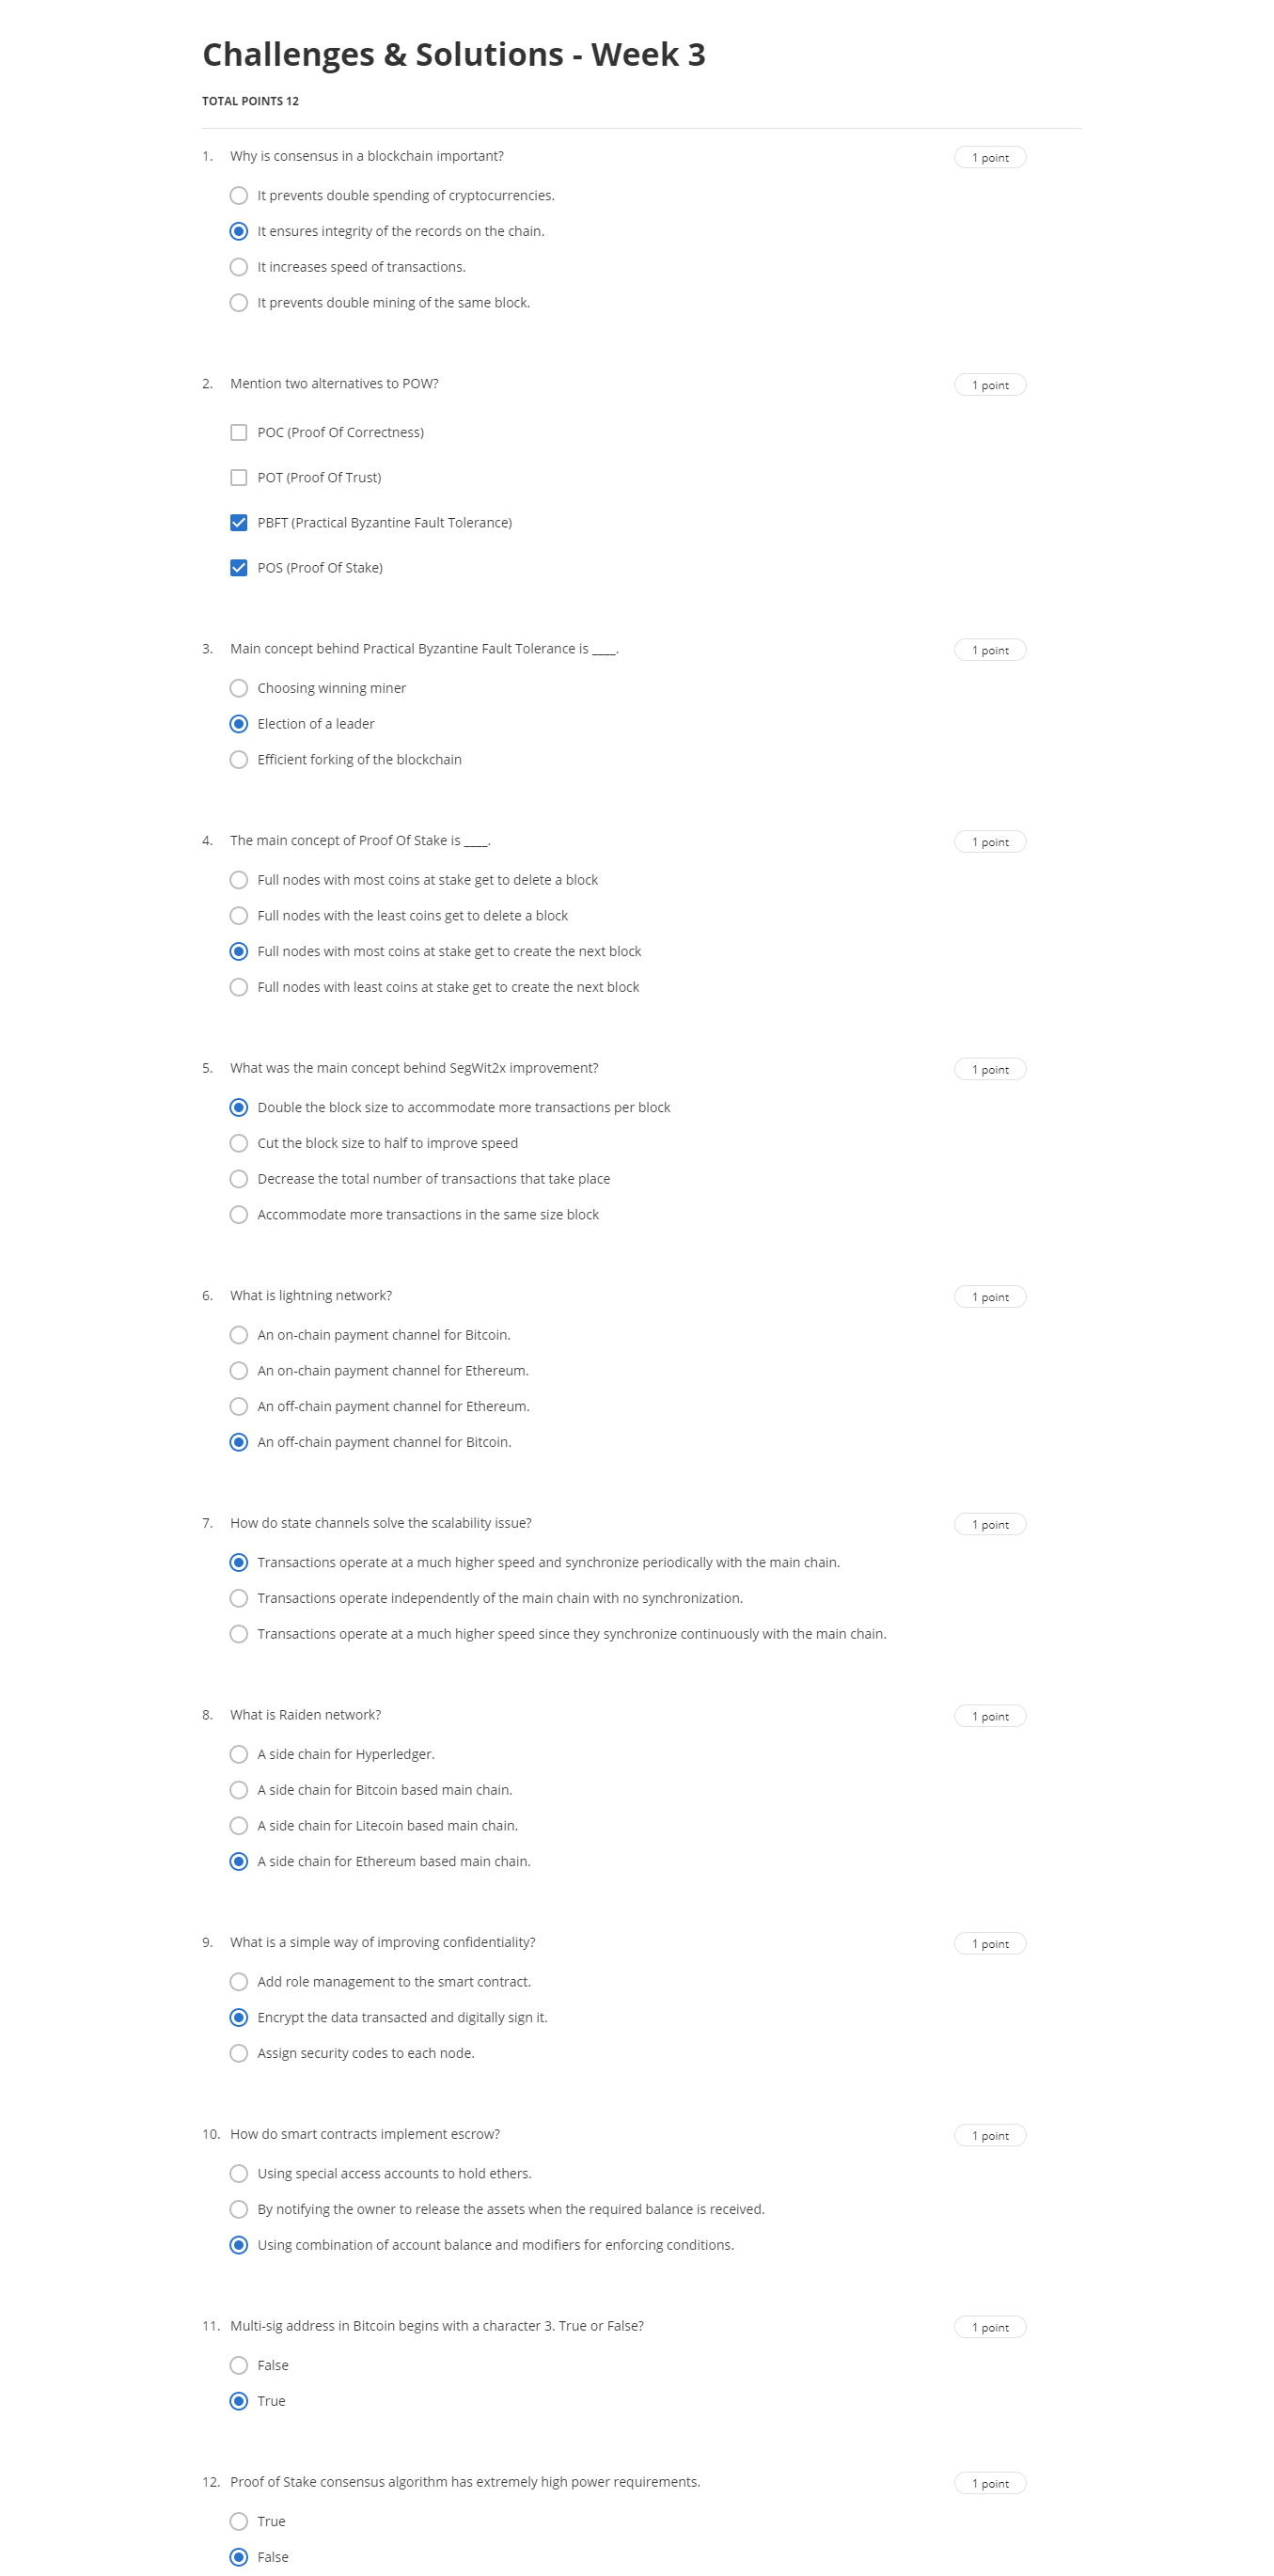 Challenges & Solutions - Week 3
TOTAL POINTS 12
1. Why is consensus in a blockchain important? 1 point
It prevents double spending of cryptocurrencies.
It ensures integrity of the records on the chain.
It increases speed of transactions.
It prevents double mining of the same block.
2. Mention two alternatives to POW? 1 point
POC (Proof Of Correctness)
POT (Proof Of Trust)
PBFT (Practical Byzantine Fault Tolerance)
POS (Proof Of Stake)
3. Main concept behind Practical Byzantine Fault Tolerance is ____. 1 point
Choosing winning miner
Election of a leader
Efficient forking of the blockchain
4. The main concept of Proof Of Stake is ____. 1 point
Full nodes with most coins at stake get to delete a block
Full nodes with the least coins get to delete a block
Full nodes with most coins at stake get to create the next block
Full nodes with least coins at stake get to create the next block
5. What was the main concept behind SegWit2x improvement? 1 point
Double the block size to accommodate more transactions per block
Cut the block size to half to improve speed
Decrease the total number of transactions that take place
Accommodate more transactions in the same size block
6. What is lightning network? 1 point
An on-chain payment channel for Bitcoin.
An on-chain payment channel for Ethereum.
An off-chain payment channel for Ethereum.
An off-chain payment channel for Bitcoin.
7. How do state channels solve the scalability issue? 1 point
Transactions operate at a much higher speed and synchronize periodically with the main chain.
Transactions operate independently of the main chain with no synchronization.
Transactions operate at a much higher speed since they synchronize continuously with the main chain.
8. What is Raiden network? 1 point
A side chain for Hyperledger.
A side chain for Bitcoin based main chain.
A side chain for Litecoin based main chain.
A side chain for Ethereum based main chain.
9. What is a simple way of improving confidentiality? 1 point
Add role management to the smart contract.
Encrypt the data transacted and digitally sign it.
Assign security codes to each node.
10. How do smart contracts implement escrow? 1 point
Using special access accounts to hold ethers.
By notifying the owner to release the assets when the required balance is received.
Using combination of account balance and modifiers for enforcing conditions.
11. Multi-sig address in Bitcoin begins with a character 3. True or False? 1 point
False
True
12. Proof of Stake consensus algorithm has extremely high power requirements. 1 point
True
False